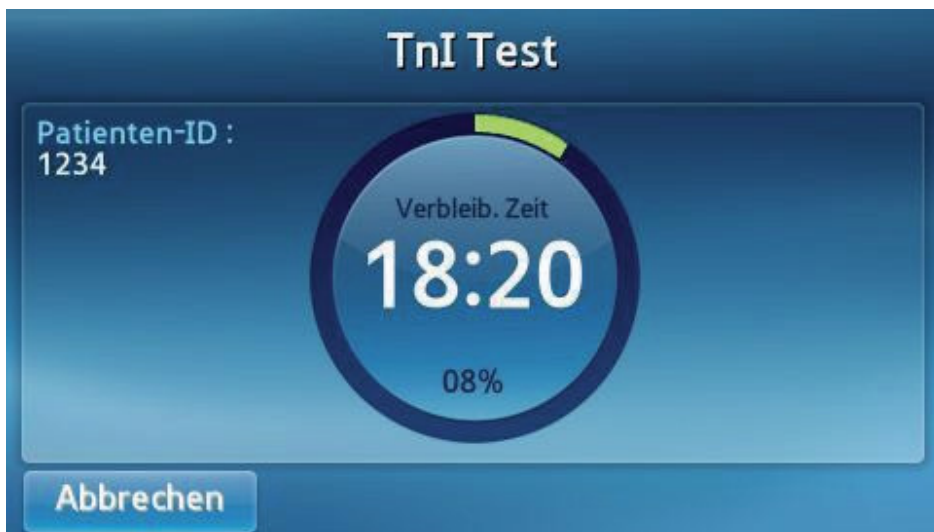 TnI Test
Patienten-ID :
1234
Verbleib. Zeit
18:20
08%
Abbrechen